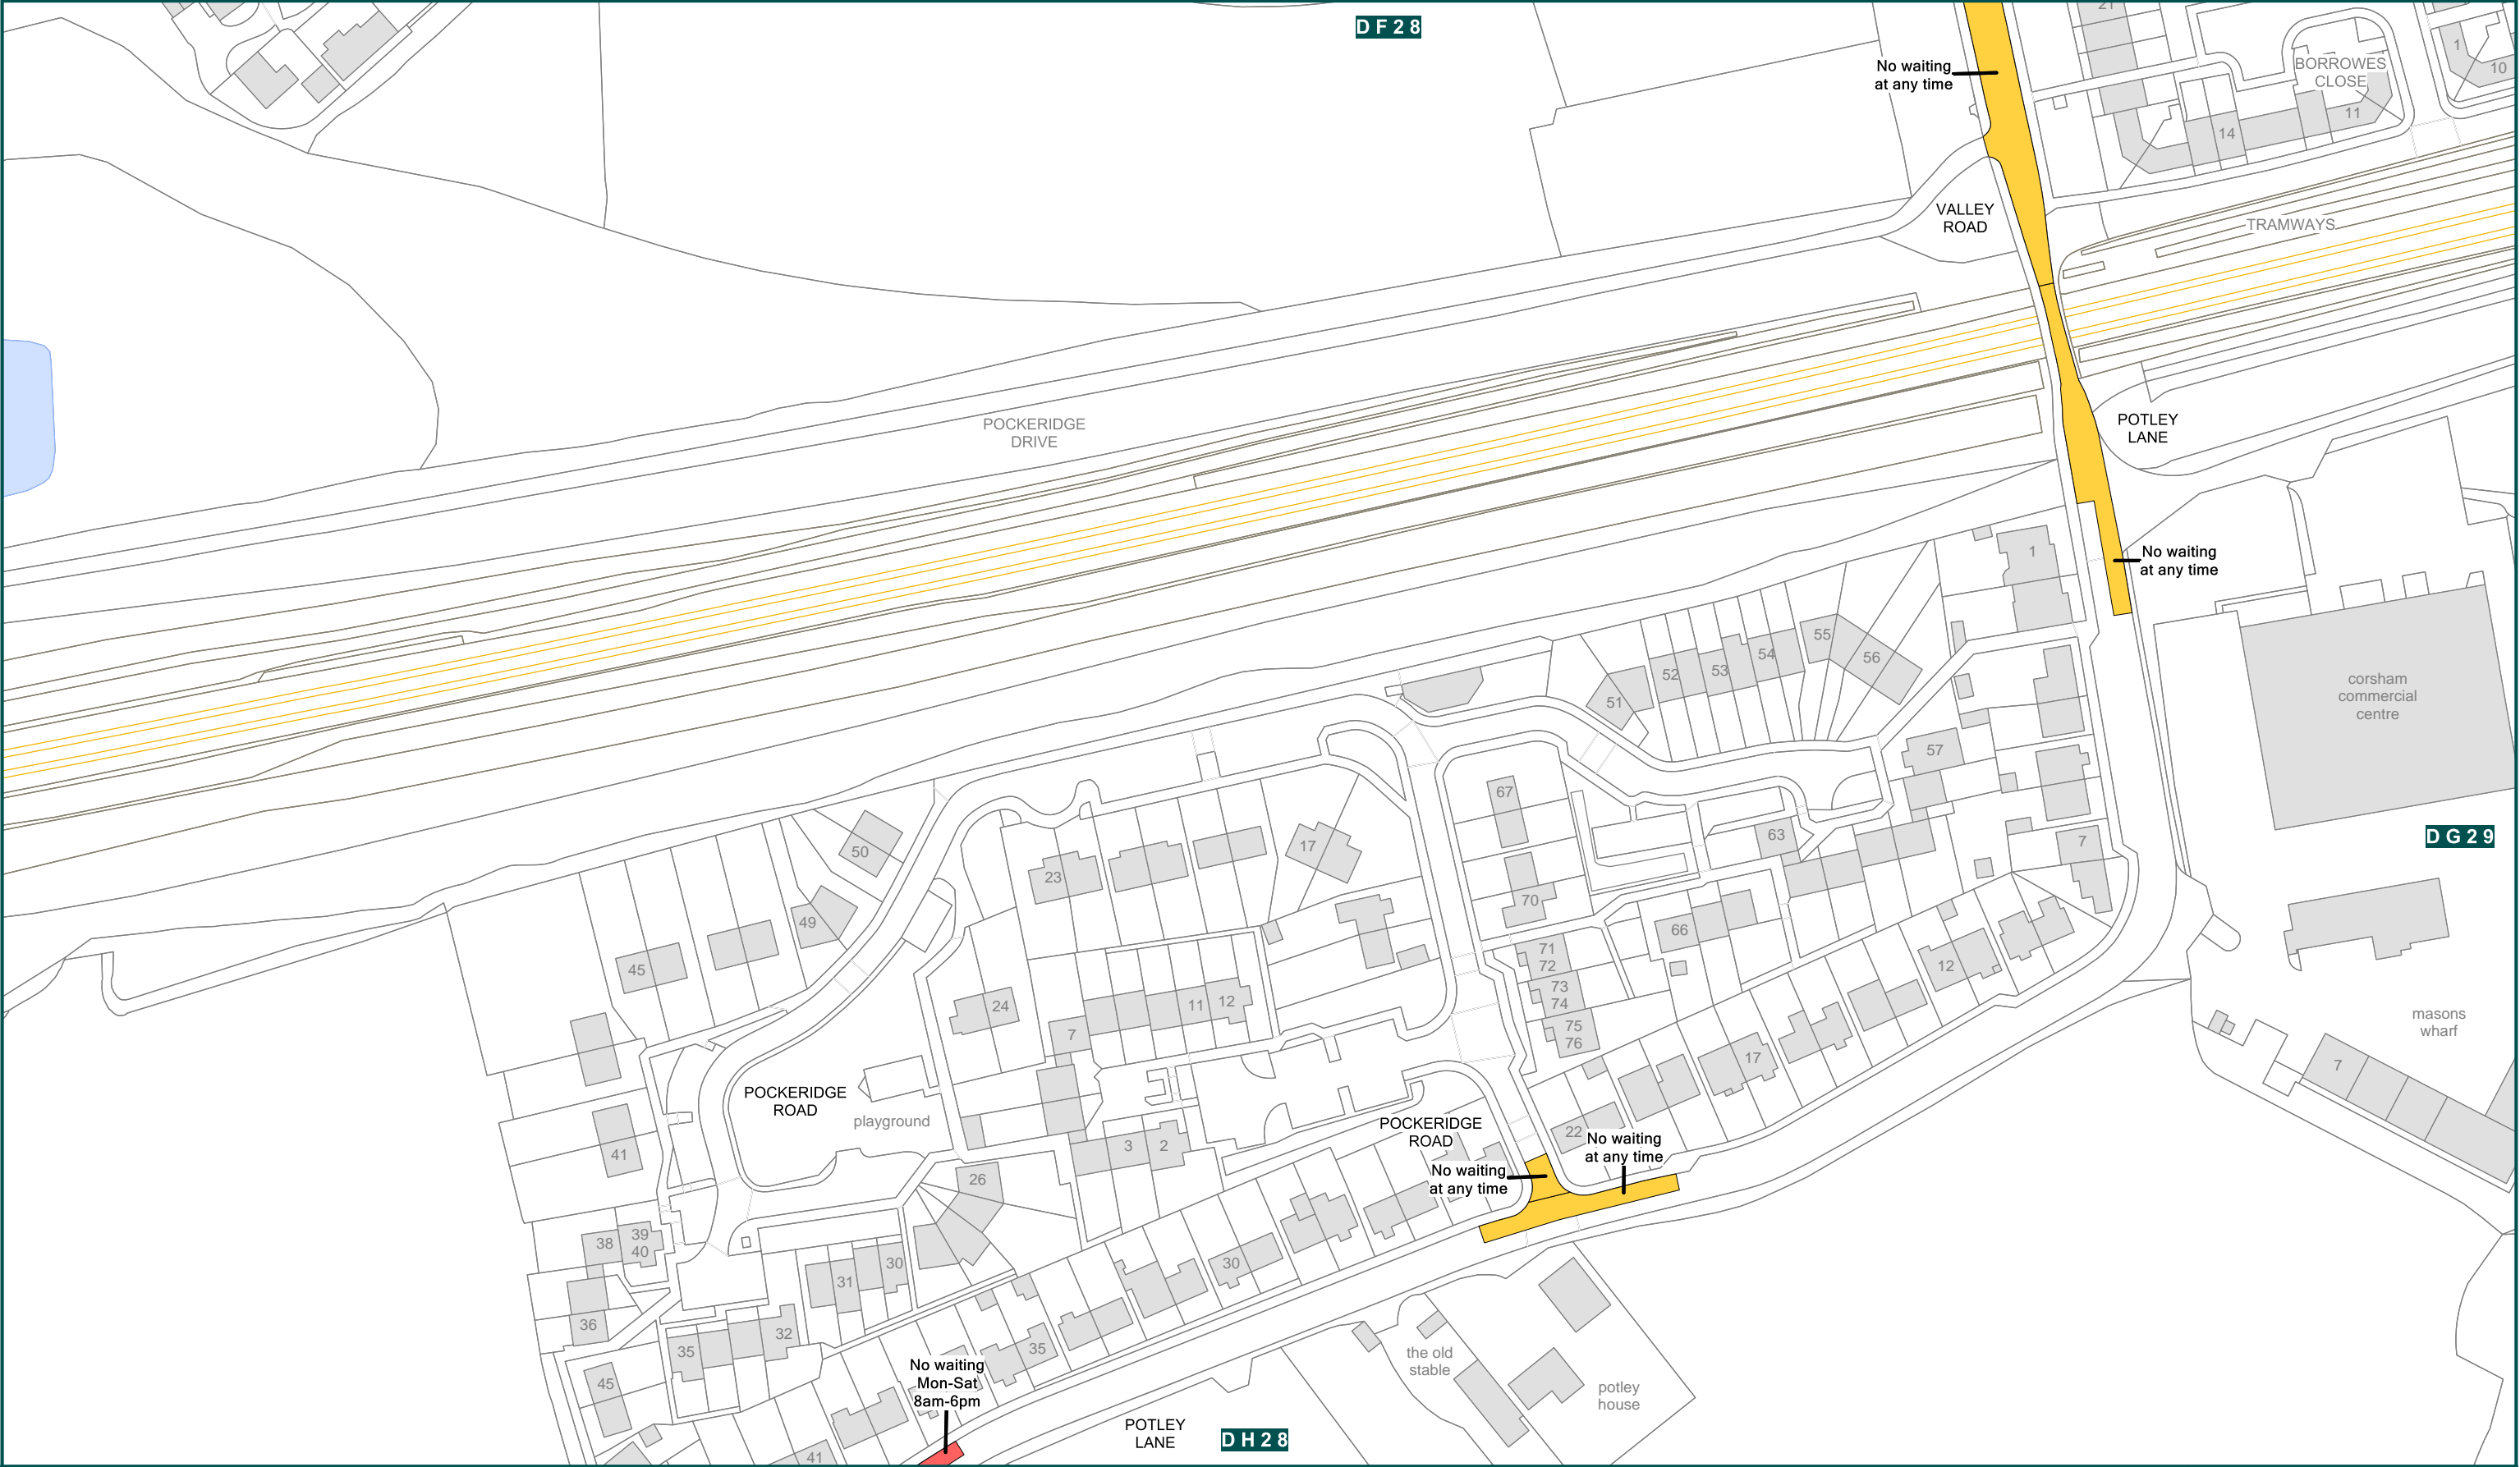 DF28
21
1
10
BORROWES
CLOSE
11
14
No waiting
at any time
VALLEY
ROAD
TRAMWAYS
POCKERIDGE
DRIVE
POTLEY
LANE
No waiting
at any time
1
55
54
56
53
52
51
corsham
commercial
centre
57
67
63
7
DG29
50
17
23
70
49
66
71
72
45
12
73
74
24
11
12
7
75
76
masons
wharf
17
7
POCKERIDGE
ROAD
playground
POCKERIDGE
ROAD
22
No waiting
at any time
3
2
41
26
No waiting
at any time
38
39
40
30
31
30
36
32
35
35
45
No waiting
Mon-Sat
8am-6pm
the old
stable
potley
house
POTLEY
LANE
DH28
41